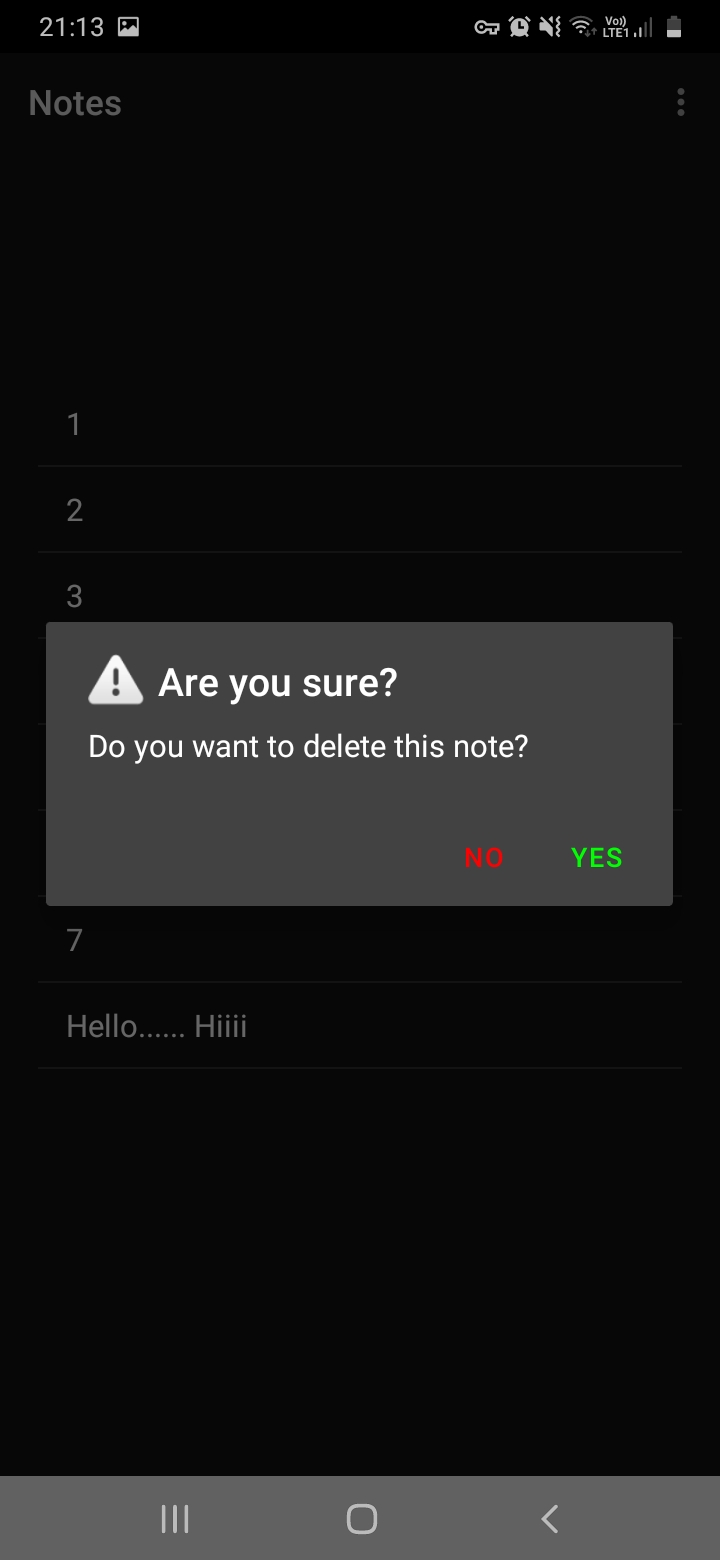 21:13 Vo)) LTE1
Notes
1
2
3
Are you sure?
Do you want to delete this note?
NO YES
7
Hello...... Hiiii